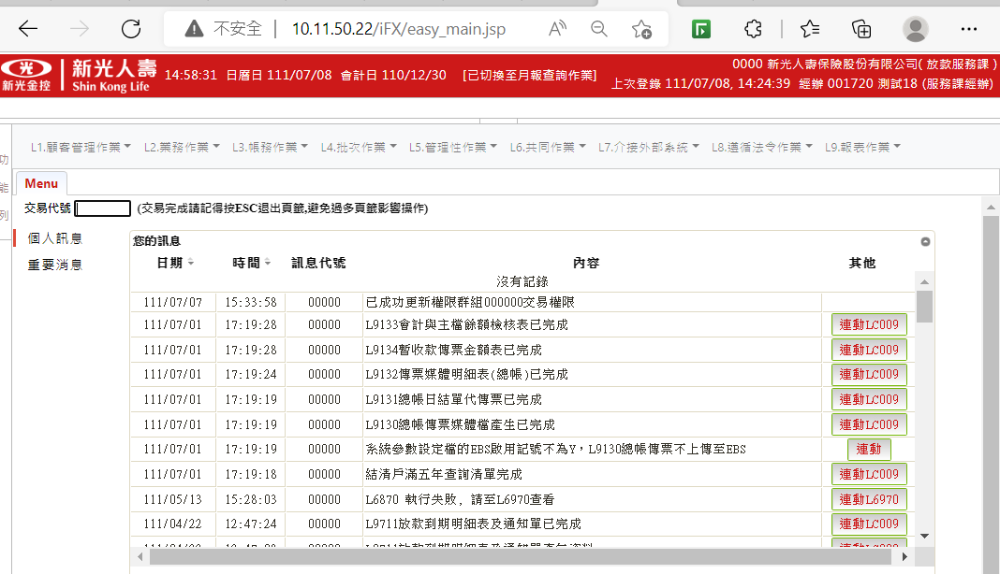 不安全 10.11.50.22/iFX/easy_main.jsp
光 新光人壽 14:58:31 日曆日 111/07/08 會計日 110/12/30 [已切換至月報查詢作業] 0000 新光人壽保險股份有限公司( 放款服務課 )
新光金控 Shin Kong Life 上次登錄 111/07/08, 14:24:39 經辦 001720 測試18 (服務課經辦)
功
能
列
L1.顧客管理作業 L2.業務作業 L3.帳務作業 L4.批次作業 L5.管理性作業 L6.共同作業 L7.介接外部系統 L8.遵循法令作業 L9.報表作業
Menu
交易代號 (交易完成請記得按ESC退出頁籤,避免過多頁籤影響操作)
個人訊息
重要消息
您的訊息
日期 時間 訊息代號 內容 其他
沒有記錄
111/07/07 15:33:58 00000 已成功更新權限群組000000交易權限
111/07/01 17:19:28 00000 L9133會計與主檔餘額檢核表已完成 連動LC009
111/07/01 17:19:28 00000 L9134暫收款傳票金額表已完成 連動LC009
111/07/01 17:19:24 00000 L9132傳票媒體明細表(總帳)已完成 連動LC009
111/07/01 17:19:19 00000 L9131總帳日結單代傳票已完成 連動LC009
111/07/01 17:19:19 00000 L9130總帳傳票媒體檔產生已完成 連動LC009
111/07/01 17:19:19 00000 系統參數設定檔的EBS啟用記號不為Y，L9130總帳傳票不上傳至EBS 連動
111/07/01 17:19:18 00000 結清戶滿五年查詢清單完成 連動LC009
111/05/13 15:28:03 00000 L6870 執行失敗, 請至L6970查看 連動L6970
111/04/22 12:47:24 00000 L9711放款到期明細表及通知單已完成 連動LC009